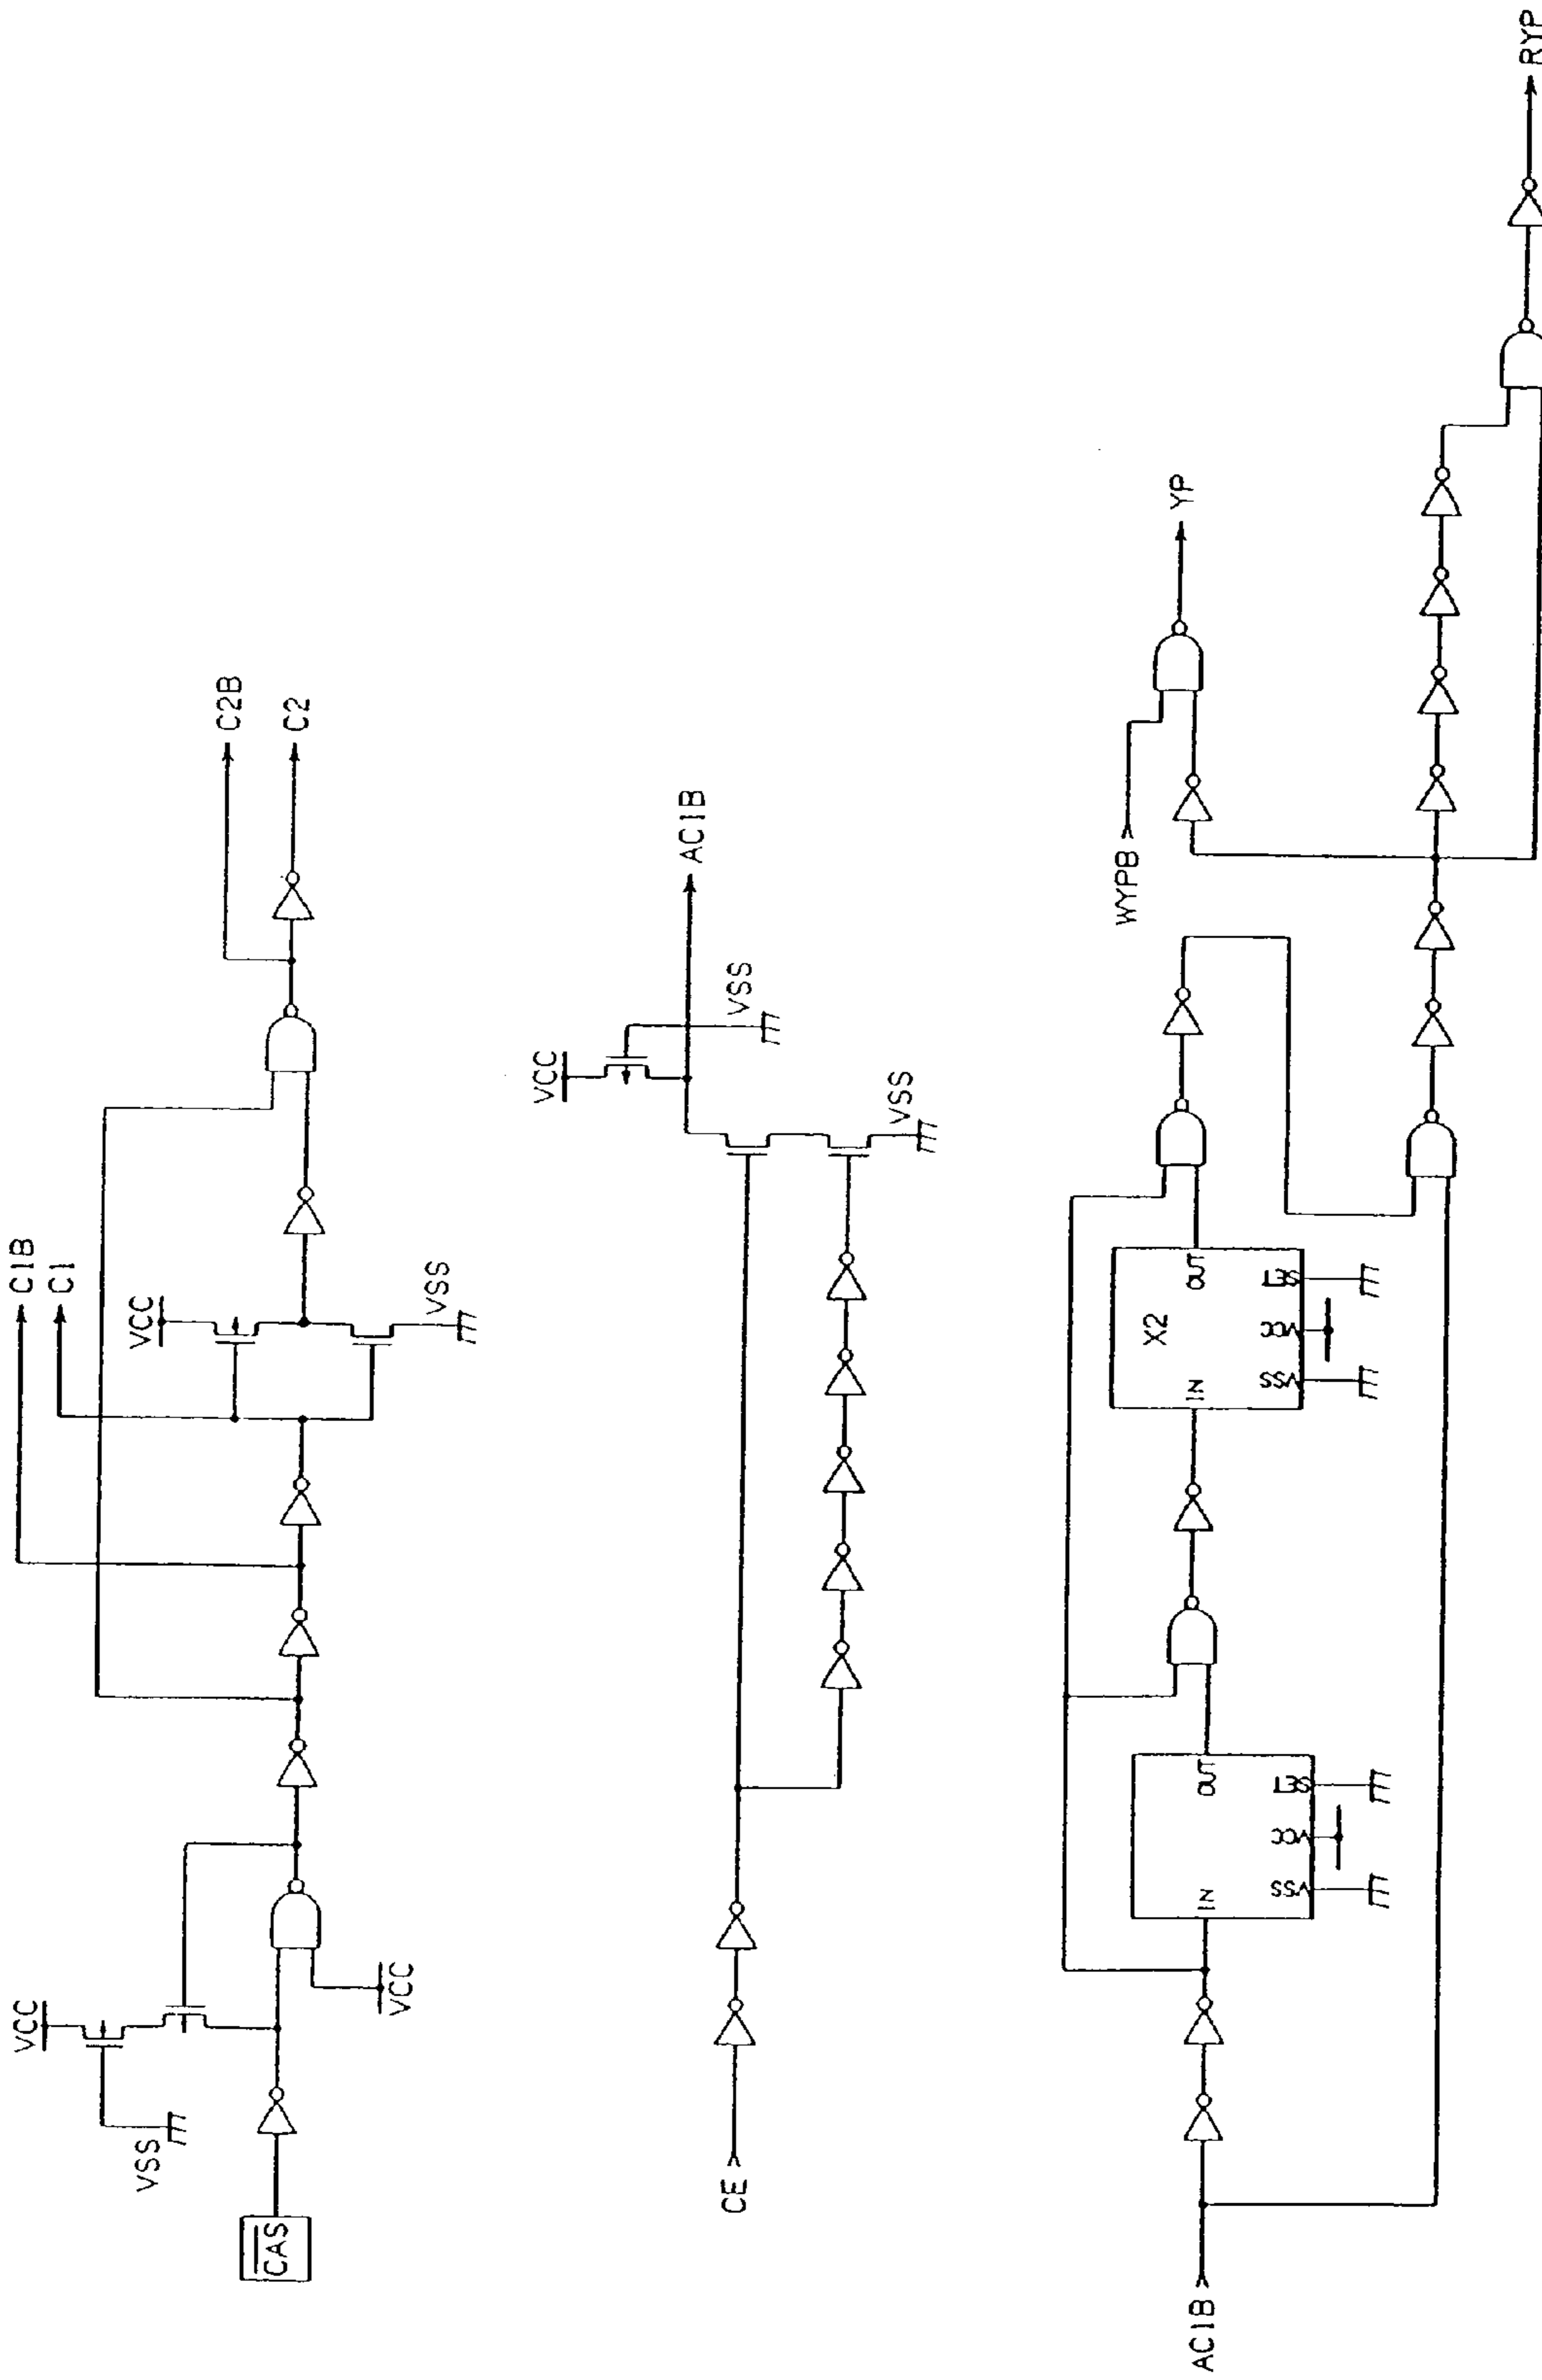 CAS
VSS
VCC
VCC
C1B
C1
VCC
VSS
C2B
C2
CE
VCC
VSS
VSS
AC1B
AC1B
IN
OUT
VSS
VCC
SET
IN
X2
OUT
VSS
VCC
SET
WYPB
YP
RYP